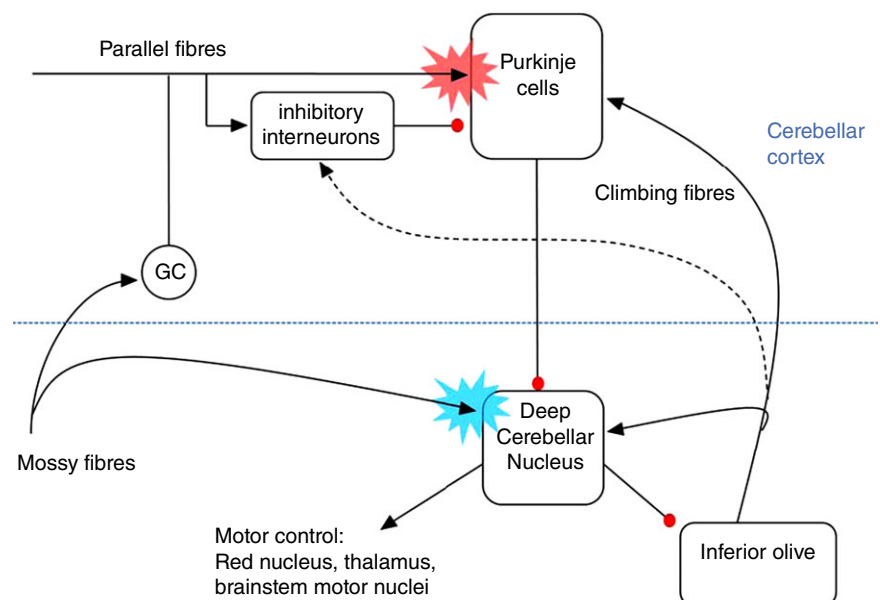 Parallel fibres
Purkinje
cells
inhibitory
interneurons
Cerebellar
cortex
Climbing fibres
GC
Deep
Cerebellar
Nucleus
Mossy fibres
Motor control:
Red nucleus, thalamus,
brainstem motor nuclei
Inferior olive